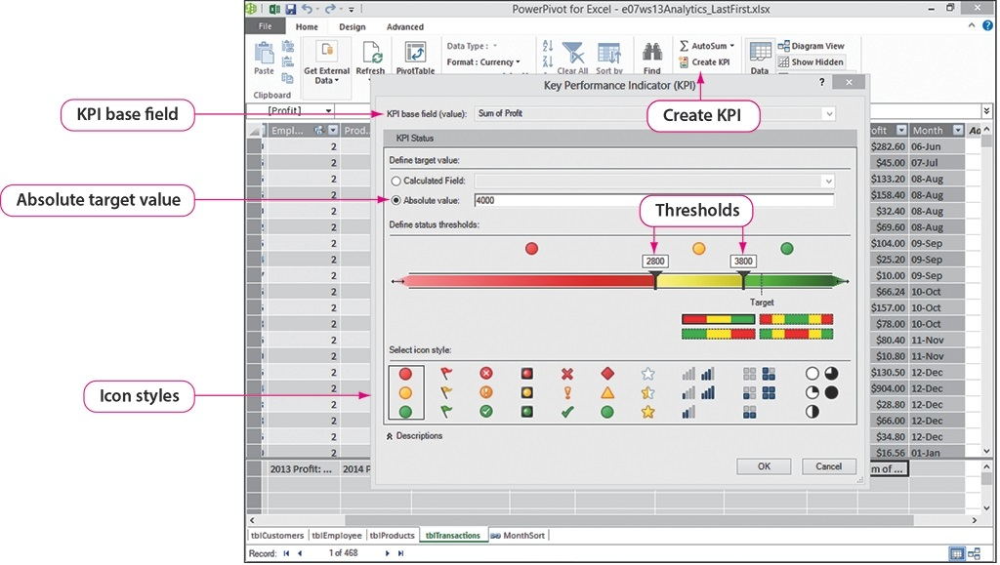 PowerPivot for Excel - e07ws13Analytics_LastFirst.xlsx
File Home Design Advanced
Paste
Clipboard
Get External Data
Refresh
PivotTable
Data Type :
Format : Currency
Clear All
Sort by
Find
Σ AutoSum
Create KPI
Data
Diagram View
Show Hidden
[Profit]
Key Performance Indicator (KPI)
KPI base field
KPI base field (value): Sum of Profit
Create KPI
KPI Status
Define target value:
Calculated Field:
Absolute target value
Absolute value: 4000
Thresholds
Define status thresholds:
2800 3800
Target
Select icon style:
Icon styles
Descriptions
OK Cancel
Empl... Prod... ofit Month
2 $282.60 06-Jun
2 $45.00 07-Jul
2 $133.20 08-Aug
2 $158.40 08-Aug
2 $32.40 08-Aug
2 $69.60 08-Aug
2 $104.00 09-Sep
2 $25.20 09-Sep
2 $10.00 09-Sep
2 $66.24 10-Oct
2 $157.00 10-Oct
2 $78.00 10-Oct
2 $80.40 11-Nov
2 $10.80 11-Nov
2 $130.50 12-Dec
2 $904.00 12-Dec
2 $28.80 12-Dec
2 $66.00 12-Dec
2 $34.80 12-Dec
2 $16.56 01-Jan
2013 Profit: ... 2014 P m of ...
tblCustomers tblEmployee tblProducts tblTransactions MonthSort
Record: 1 of 468